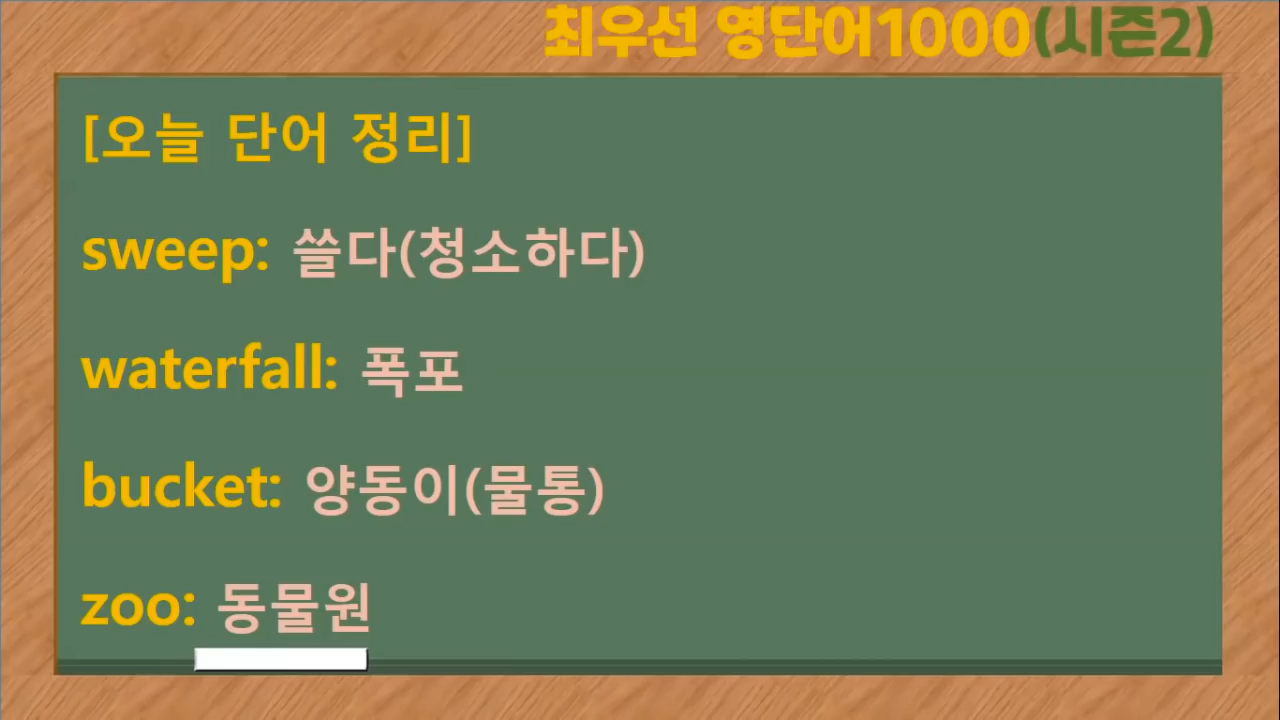 최우선 영단어1000(시즌2)
[오늘 단어 정리]
sweep: 쓸다(청소하다)
waterfall: 폭포
bucket: 양동이(물통)
zoo: 동물원